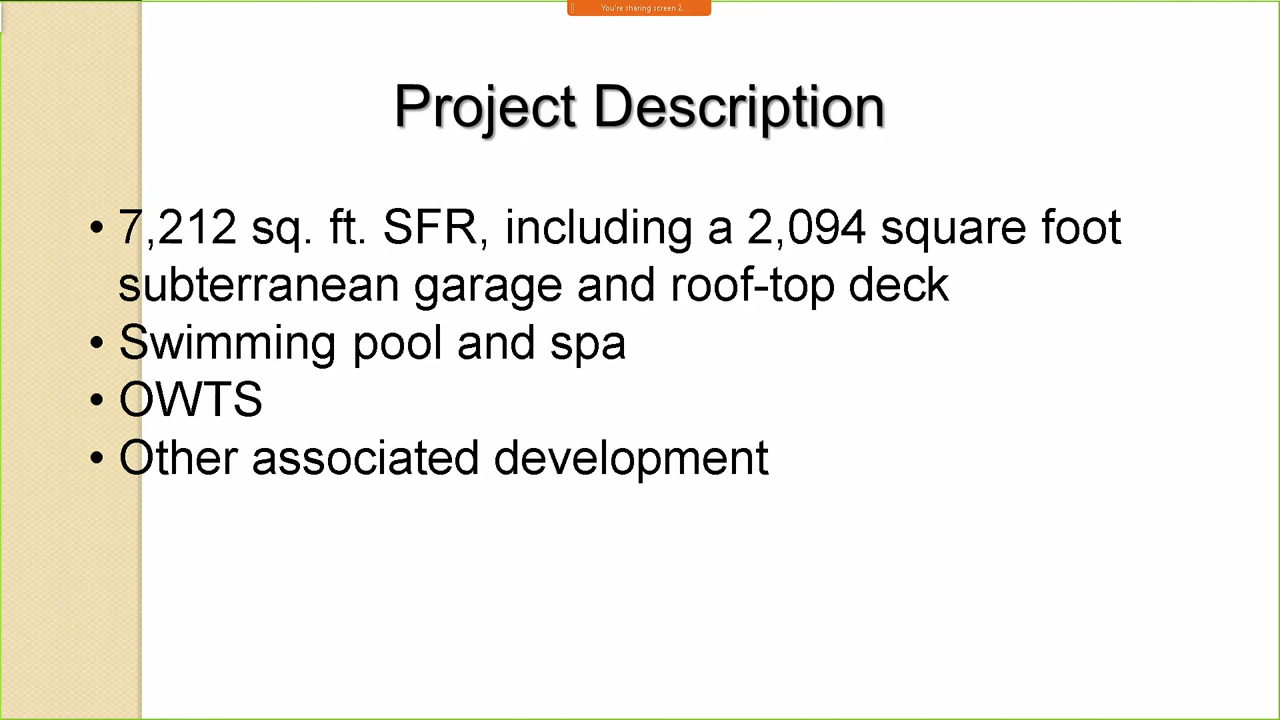 You're sharing screen 2.
Project Description
• 7,212 sq. ft. SFR, including a 2,094 square foot
subterranean garage and roof-top deck
• Swimming pool and spa
• OWTS
• Other associated development